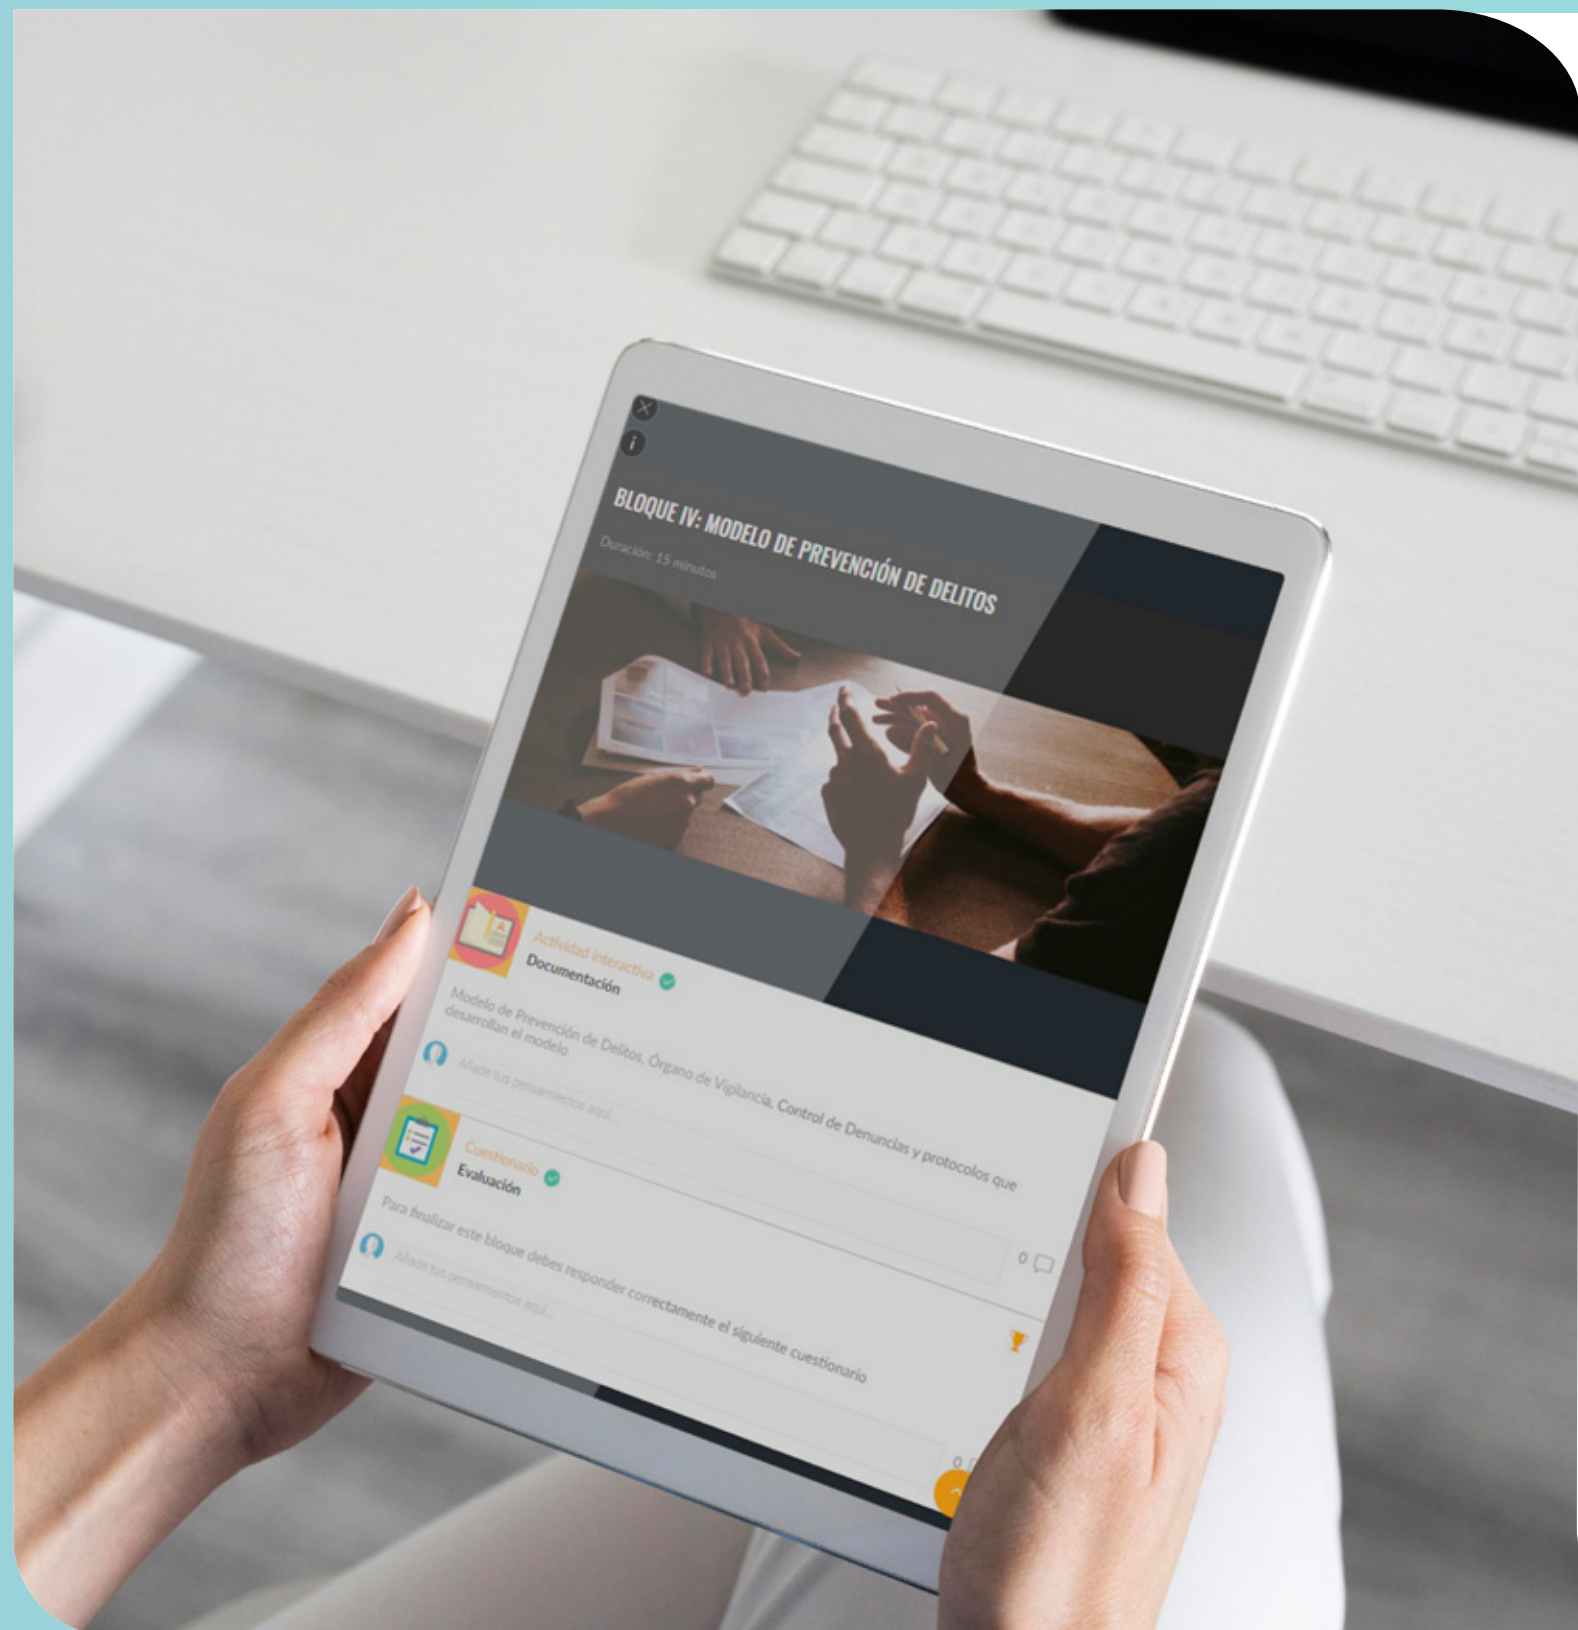 BLOQUE IV: MODELO DE PREVENCIÓN DE DELITOS
Duración: 15 minutos
Actividad interactiva
Documentación
Modelo de Prevención de Delitos, Órgano de Vigilancia, Control de Denuncias y protocolos que
desarrollan el modelo
Añade tus pensamientos aquí...
0
Cuestionario
Evaluación
Para finalizar este bloque debes responder correctamente el siguiente cuestionario
Añade tus pensamientos aquí...
0